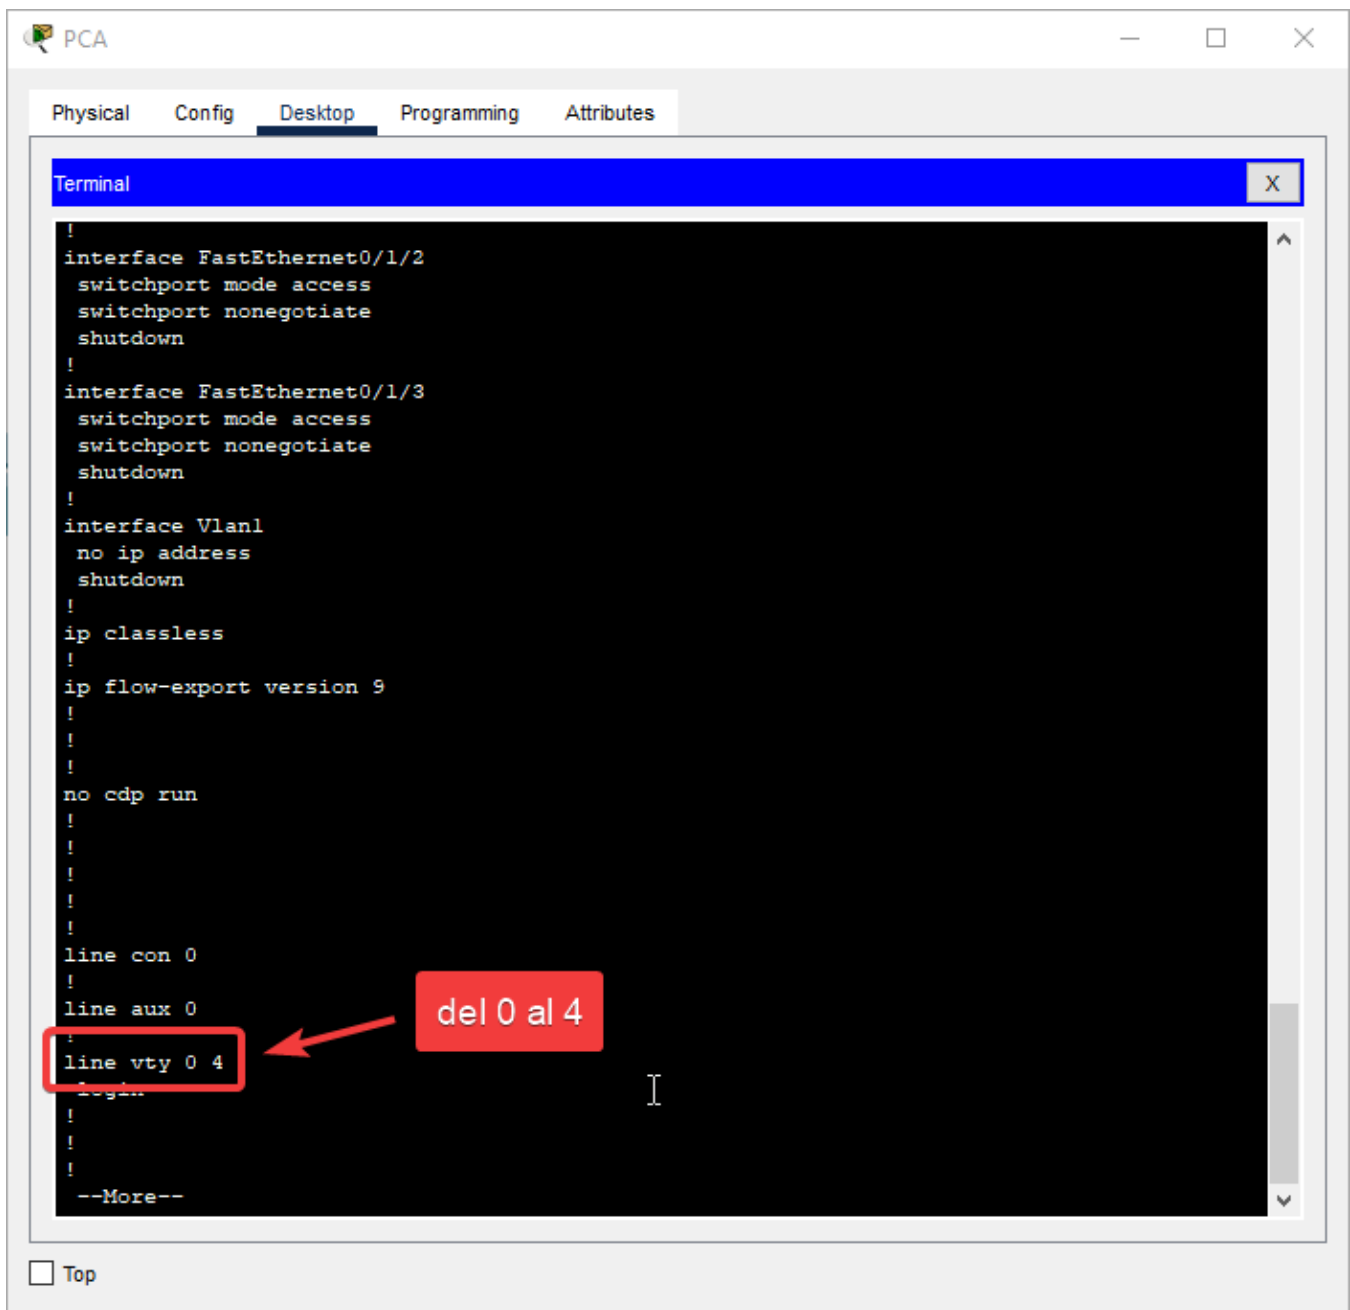 PCA
Physical Config Desktop Programming Attributes
Terminal X
!
interface FastEthernet0/1/2
 switchport mode access
 switchport nonegotiate
 shutdown
!
interface FastEthernet0/1/3
 switchport mode access
 switchport nonegotiate
 shutdown
!
interface Vlan1
 no ip address
 shutdown
!
ip classless
!
ip flow-export version 9
!
!
!
no cdp run
!
!
!
!
!
line con 0
!
line aux 0
!
line vty 0 4
 login
!
!
!
 --More--
del 0 al 4
Top